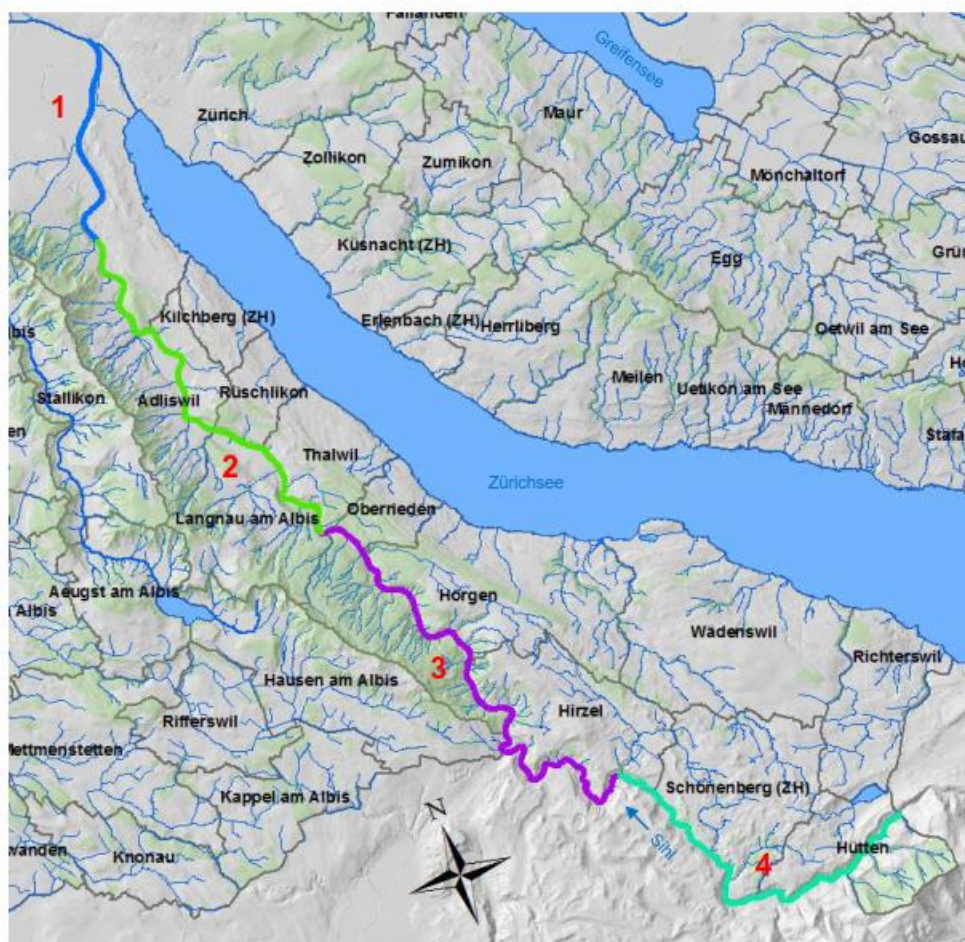 Fällanden
Greifensee
1
Zürich
Maur
Gossau
Zollikon
Zumikon
Mönchaltorf
Küsnacht (ZH)
Egg
Grün
Kilchberg (ZH)
Erlenbach (ZH)
Herrliberg
Oetwil am See
lbis
Meilen
Uetikon am See
Stallikon
Adliswil
Rüschlikon
Männedorf
Stäfa
2
Thalwil
Zürichsee
Langnau am Albis
Oberrieden
Aeugst am Albis
Horgen
Albis
Wädenswil
Richterswil
3
Hausen am Albis
Hirzel
Rifferswil
Mettmenstetten
Schönenberg (ZH)
Kappel am Albis
N
Sihl
Hütten
wanden
Knonau
4